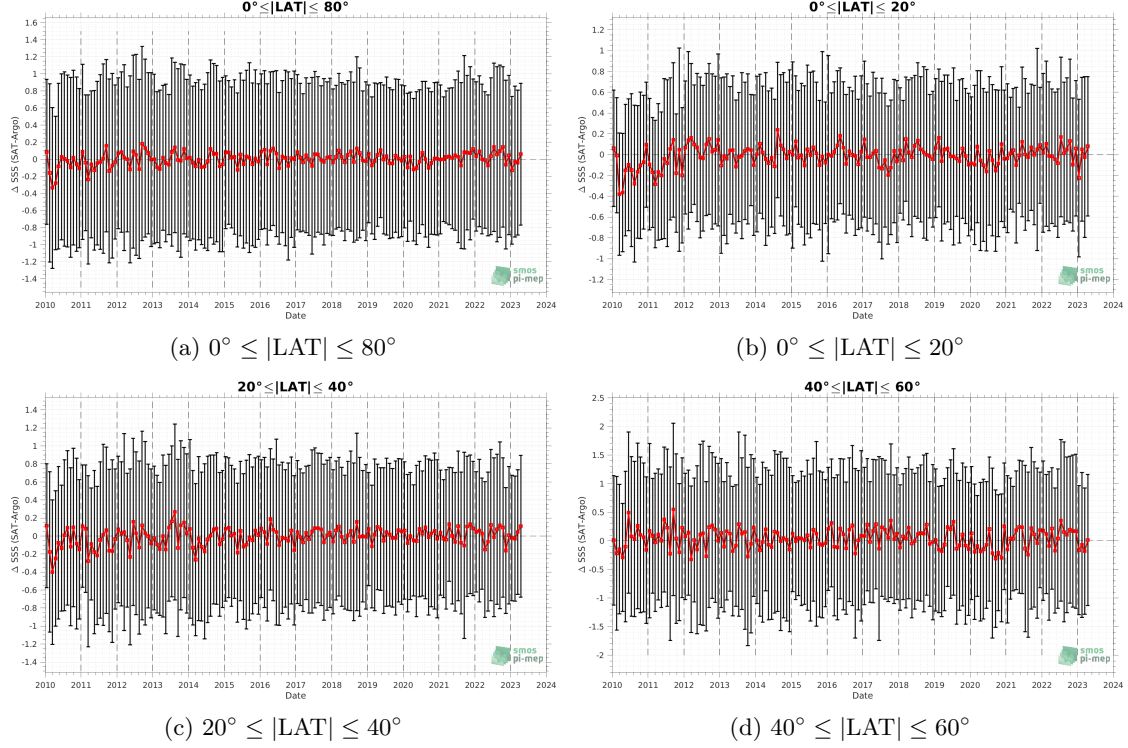 0°≤|LAT|≤ 80°
Δ SSS (SAT-Argo)
1.6
1.4
1.2
1
0.8
0.6
0.4
0.2
0
-0.2
-0.4
-0.6
-0.8
-1
-1.2
-1.4
smos
pi-mep
2010 2011 2012 2013 2014 2015 2016 2017 2018 2019 2020 2021 2022 2023 2024
Date
(a) 0° ≤ |LAT| ≤ 80°
0°≤|LAT|≤ 20°
Δ SSS (SAT-Argo)
1.2
1
0.8
0.6
0.4
0.2
0
-0.2
-0.4
-0.6
-0.8
-1
-1.2
smos
pi-mep
2010 2011 2012 2013 2014 2015 2016 2017 2018 2019 2020 2021 2022 2023 2024
Date
(b) 0° ≤ |LAT| ≤ 20°
20°≤|LAT|≤ 40°
Δ SSS (SAT-Argo)
1.4
1.2
1
0.8
0.6
0.4
0.2
0
-0.2
-0.4
-0.6
-0.8
-1
-1.2
-1.4
smos
pi-mep
2010 2011 2012 2013 2014 2015 2016 2017 2018 2019 2020 2021 2022 2023 2024
Date
(c) 20° ≤ |LAT| ≤ 40°
40°≤|LAT|≤ 60°
Δ SSS (SAT-Argo)
2.5
2
1.5
1
0.5
0
-0.5
-1
-1.5
-2
smos
pi-mep
2010 2011 2012 2013 2014 2015 2016 2017 2018 2019 2020 2021 2022 2023 2024
Date
(d) 40° ≤ |LAT| ≤ 60°